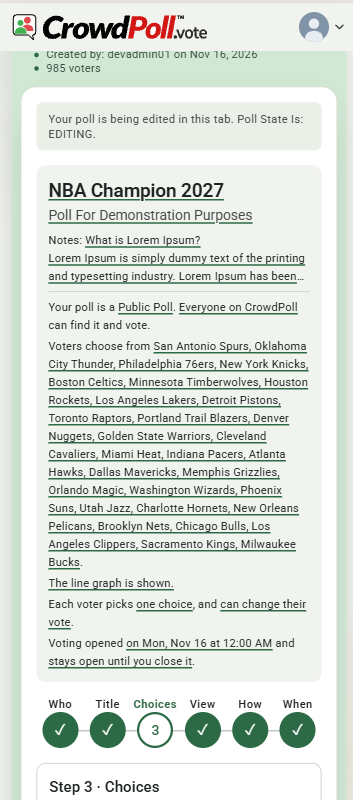 CrowdPoll™.vote
Created by: devadmin01 on Nov 16, 2026
985 voters
Your poll is being edited in this tab. Poll State Is:
EDITING.
NBA Champion 2027
Poll For Demonstration Purposes
Notes: What is Lorem Ipsum?
Lorem Ipsum is simply dummy text of the printing
and typesetting industry. Lorem Ipsum has been...
Your poll is a Public Poll. Everyone on CrowdPoll
can find it and vote.
Voters choose from San Antonio Spurs, Oklahoma
City Thunder, Philadelphia 76ers, New York Knicks,
Boston Celtics, Minnesota Timberwolves, Houston
Rockets, Los Angeles Lakers, Detroit Pistons,
Toronto Raptors, Portland Trail Blazers, Denver
Nuggets, Golden State Warriors, Cleveland
Cavaliers, Miami Heat, Indiana Pacers, Atlanta
Hawks, Dallas Mavericks, Memphis Grizzlies,
Orlando Magic, Washington Wizards, Phoenix
Suns, Utah Jazz, Charlotte Hornets, New Orleans
Pelicans, Brooklyn Nets, Chicago Bulls, Los
Angeles Clippers, Sacramento Kings, Milwaukee
Bucks.
The line graph is shown.
Each voter picks one choice, and can change their
vote.
Voting opened on Mon, Nov 16 at 12:00 AM and
stays open until you close it.
Who Title Choices View How When
3
Step 3 · Choices